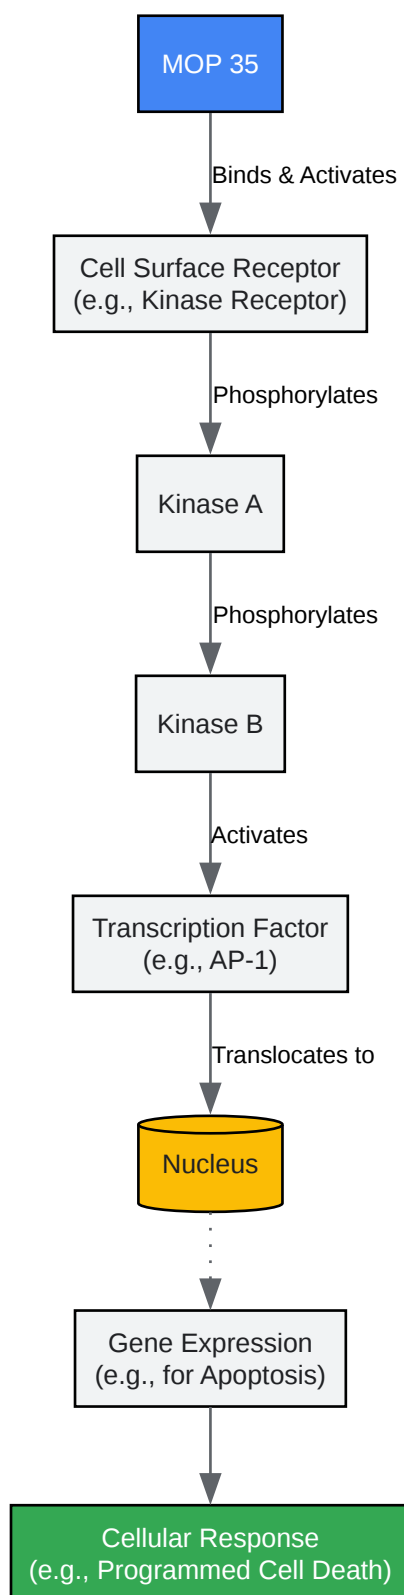 MOP 35
Binds & Activates
Cell Surface Receptor
(e.g., Kinase Receptor)
Phosphorylates
Kinase A
Phosphorylates
Kinase B
Activates
Transcription Factor
(e.g., AP-1)
Translocates to
Nucleus
Gene Expression
(e.g., for Apoptosis)
Cellular Response
(e.g., Programmed Cell Death)